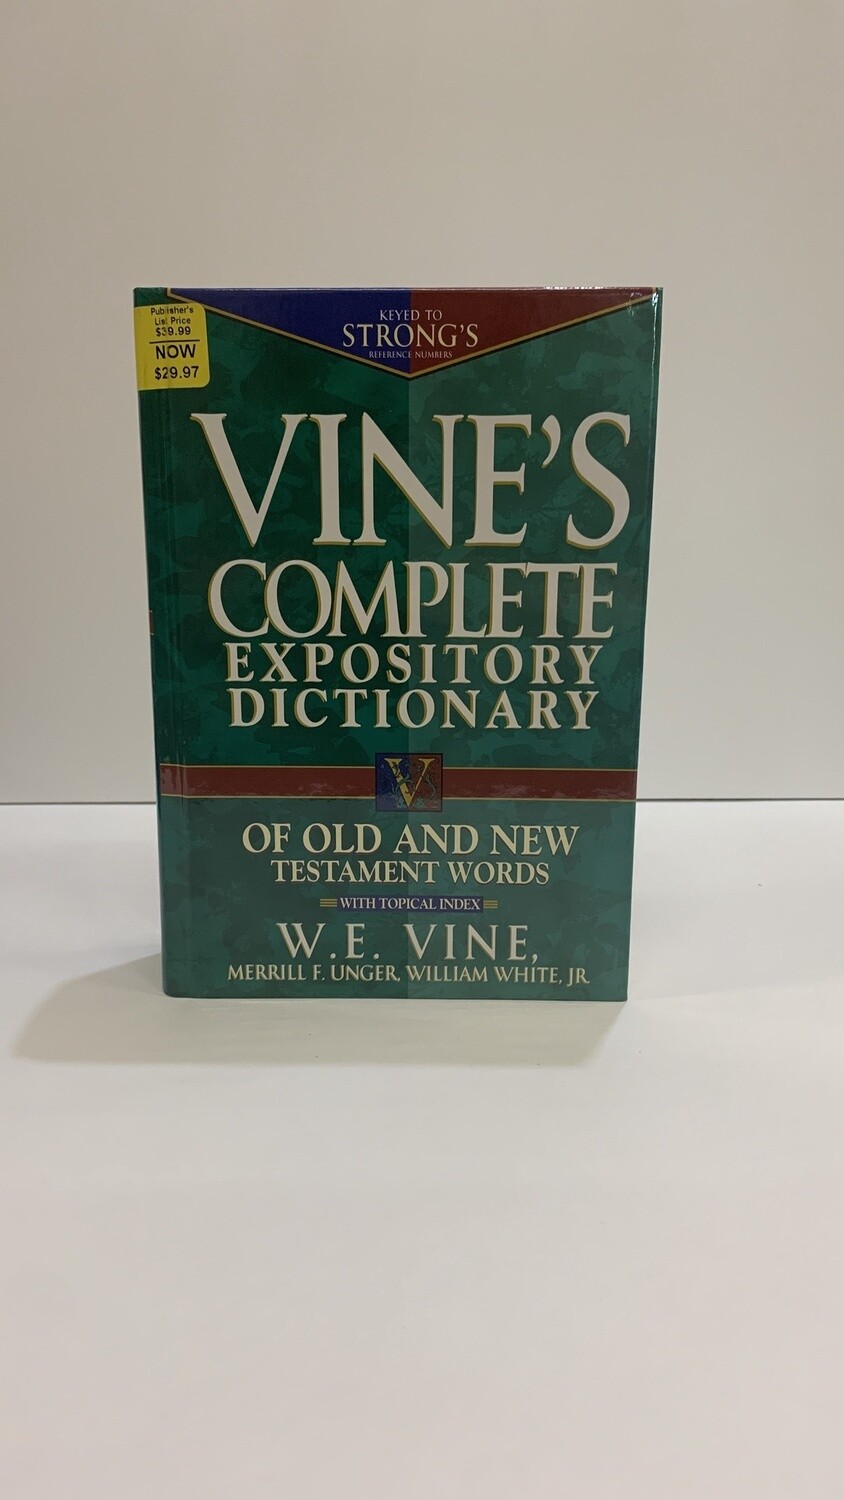 Publisher's
List Price
$39.99
NOW
$29.97
KEYED TO
STRONG'S
REFERENCE NUMBERS
VINE'S
COMPLETE
EXPOSITORY
DICTIONARY
V
OF OLD AND NEW
TESTAMENT WORDS
WITH TOPICAL INDEX
W.E. VINE,
MERRILL F. UNGER, WILLIAM WHITE, JR